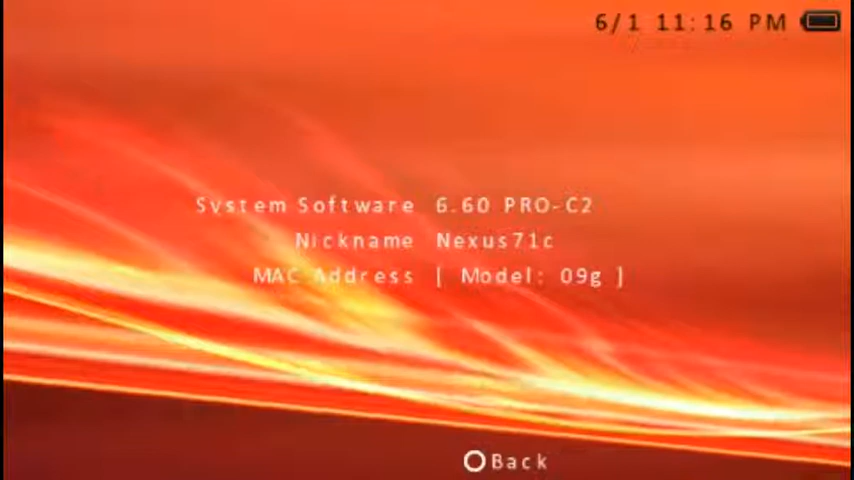 6/1 11:16 PM
System Software 6.60 PRO-C2
Nickname Nexus71c
MAC Address [ Model: 09g ]
Back